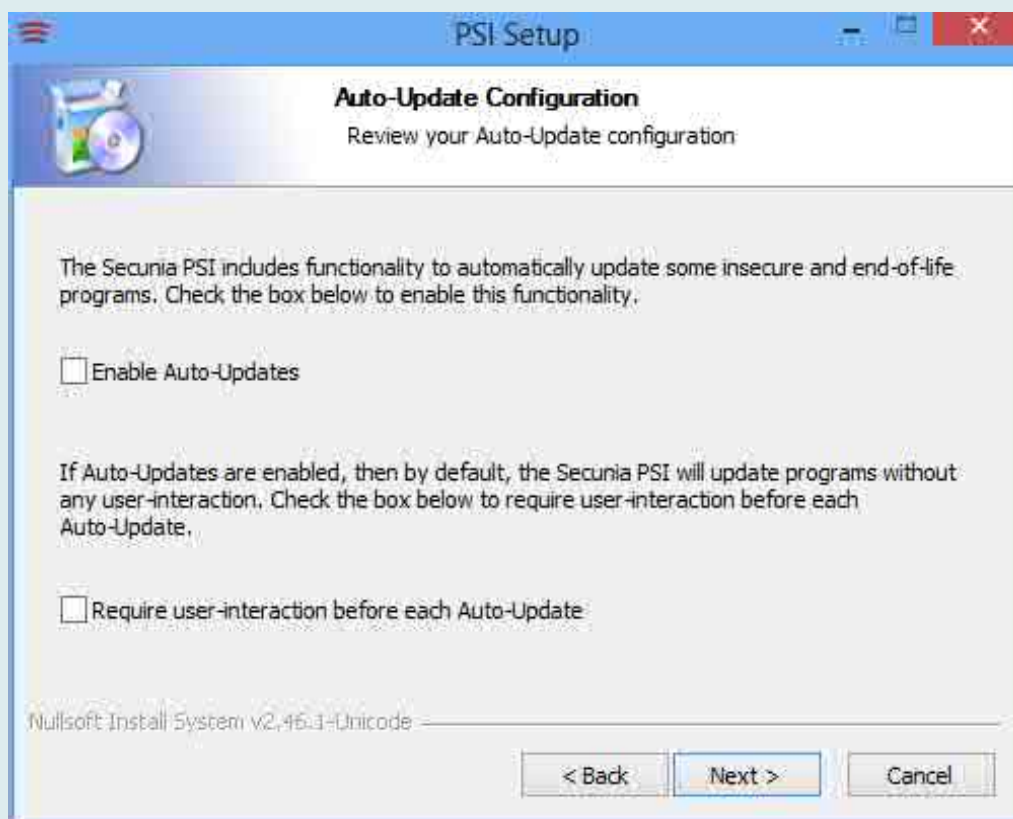 PSI Setup
Auto-Update Configuration
Review your Auto-Update configuration
The Secunia PSI includes functionality to automatically update some insecure and end-of-life
programs. Check the box below to enable this functionality.
Enable Auto-Updates
If Auto-Updates are enabled, then by default, the Secunia PSI will update programs without
any user-interaction. Check the box below to require user-interaction before each
Auto-Update.
Require user-interaction before each Auto-Update
Nullsoft Install System v2.46.1-Unicode
< Back
Next >
Cancel